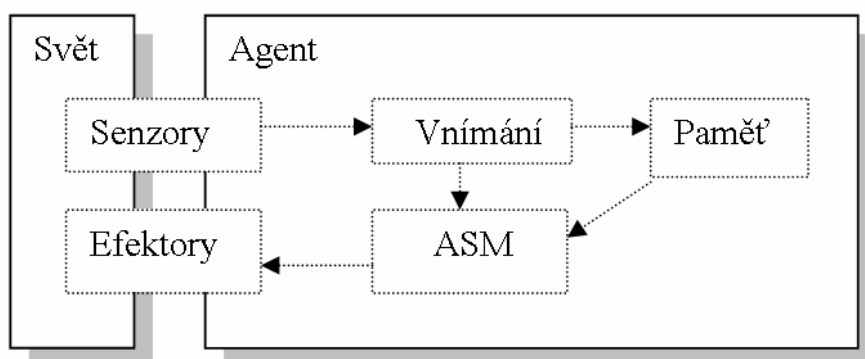 Svět
Agent
Senzory
Vnímání
Paměť
Efektory
ASM